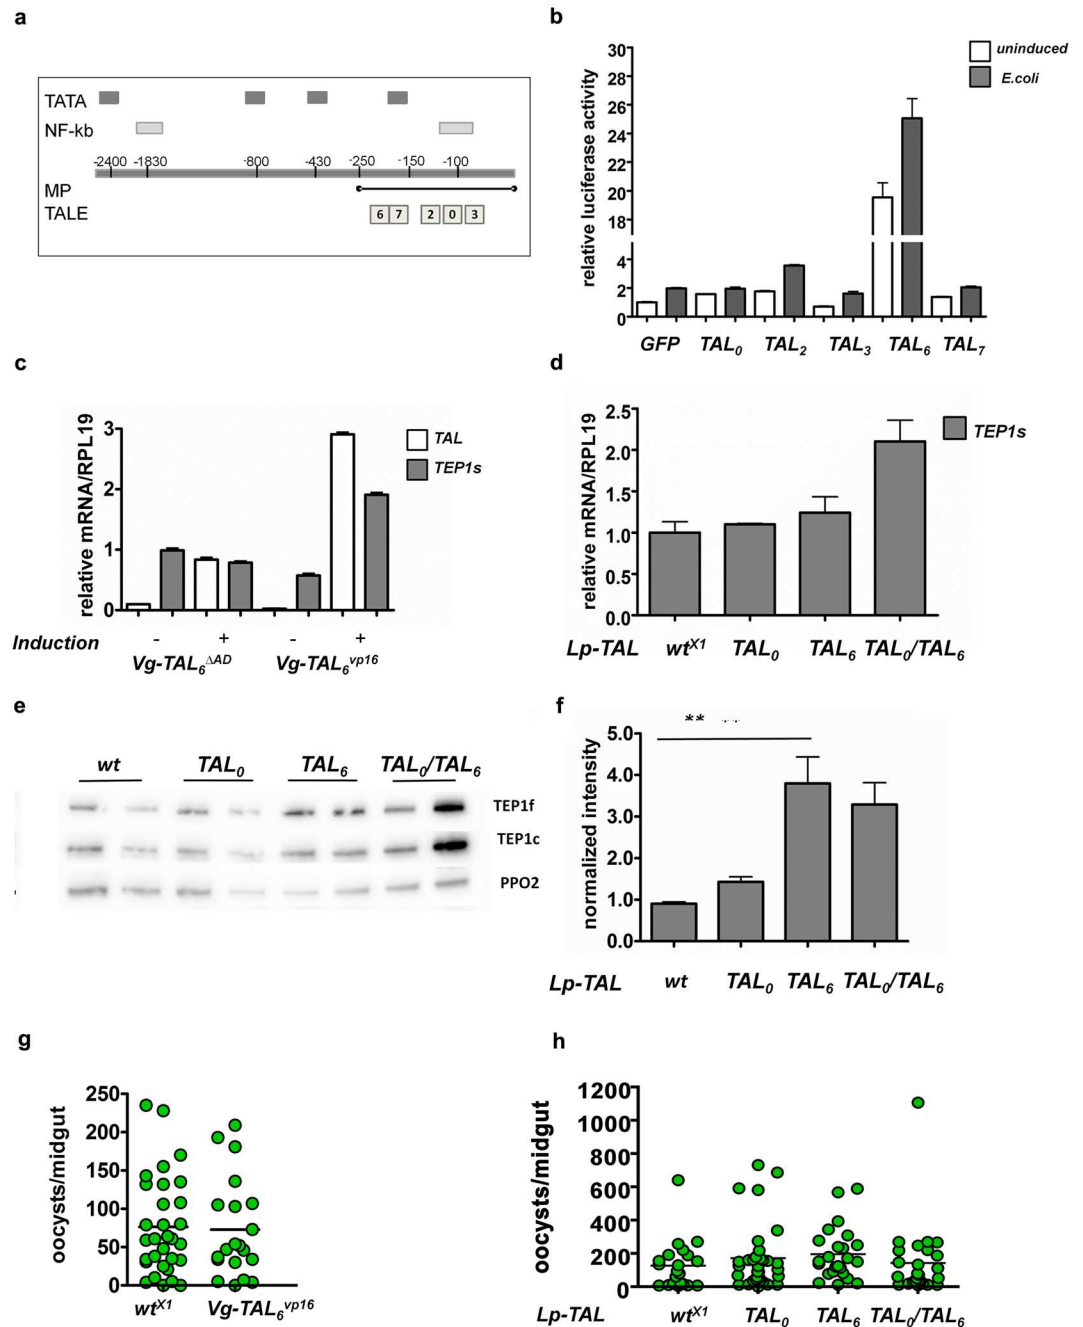 a
TATA
NF-kb
-2400 -1830 -800 -430 -250 -150 -100
MP
TALE 6 7 2 0 3
b
relative luciferase activity
30
28
26
24
22
20
18
4
2
0
GFP TAL0 TAL2 TAL3 TAL6 TAL7
uninduced
E.coli
c
relative mRNA/RPL19
3
2
1
0
TAL
TEP1s
Induction - + - +
Vg-TAL6ΔAD Vg-TAL6vp16
d
relative mRNA/RPL19
2.5
2.0
1.5
1.0
0.5
0.0
TEP1s
Lp-TAL wtX1 TAL0 TAL6 TAL0/TAL6
e
wt TAL0 TAL6 TAL0/TAL6
TEP1f
TEP1c
PPO2
f
normalized intensity
5.0
4.0
3.0
2.0
1.0
0.0
**
Lp-TAL wt TAL0 TAL6 TAL0/TAL6
g
oocysts/midgut
250
200
150
100
50
0
wtX1 Vg-TAL6vp16
h
oocysts/midgut
1200
1000
800
600
400
200
0
Lp-TAL wtX1 TAL0 TAL6 TAL0/TAL6